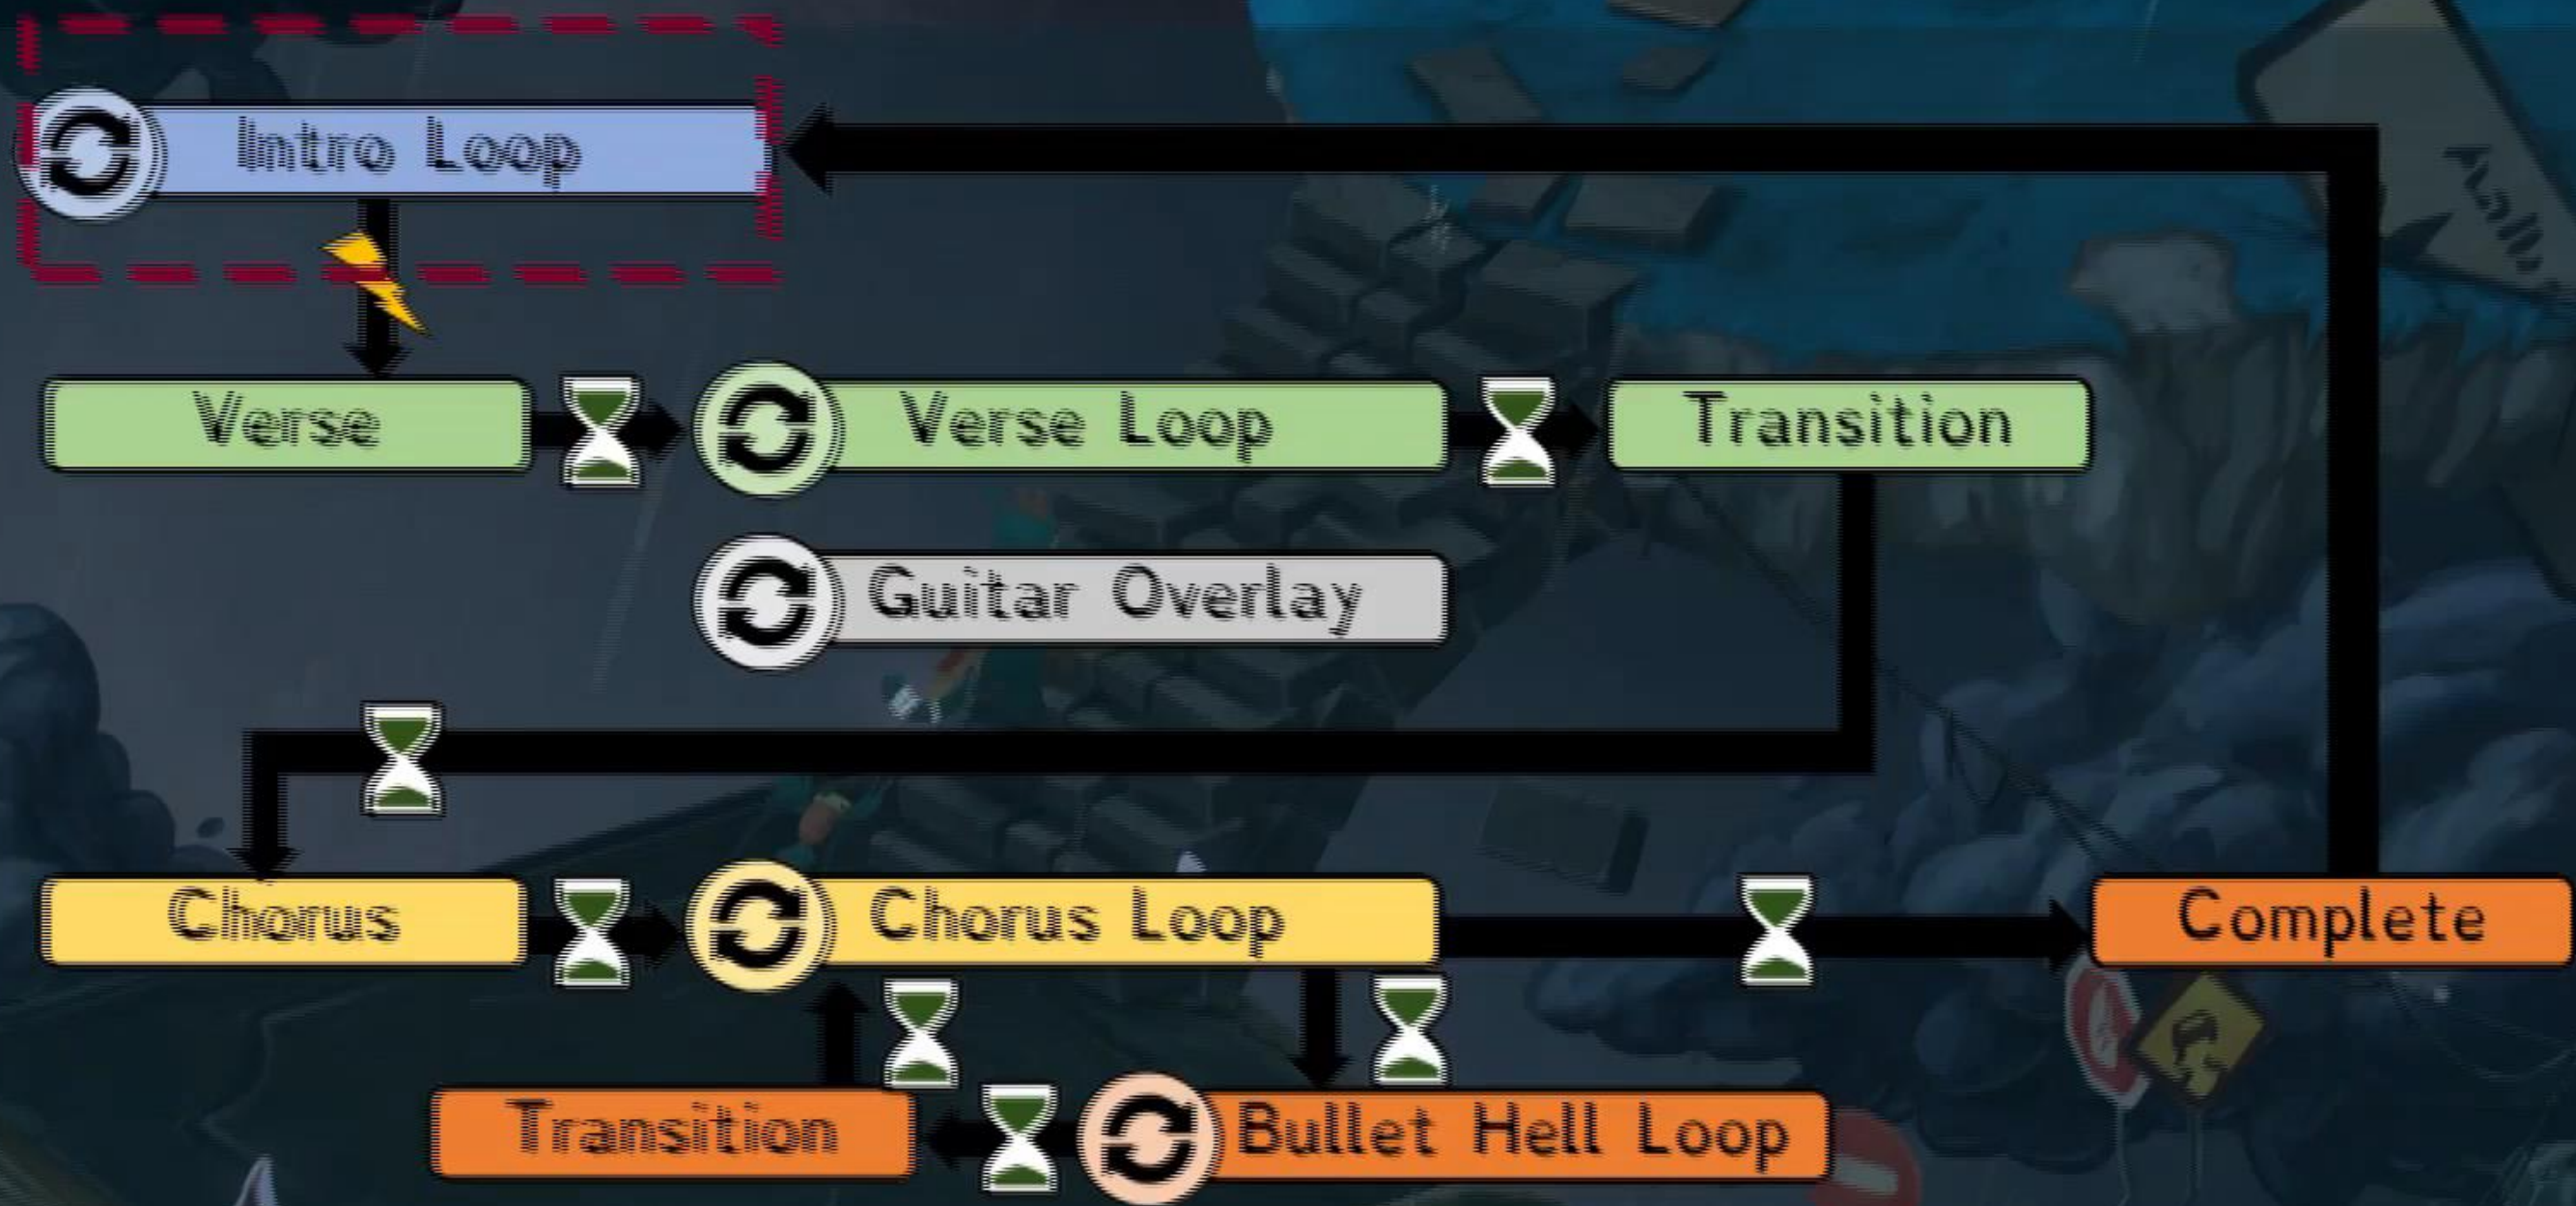 Intro Loop
Verse
Verse Loop
Transition
Guitar Overlay
Chorus
Chorus Loop
Complete
Transition
Bullet Hell Loop